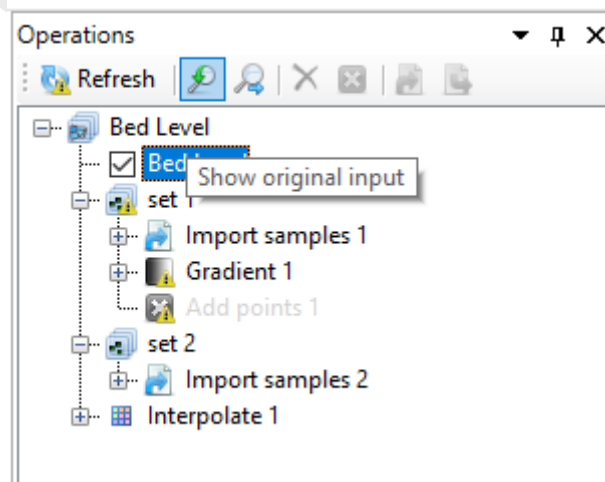 Operations
Refresh
Bed Level
Bed
Show original input
set 1
Import samples 1
Gradient 1
Add points 1
set 2
Import samples 2
Interpolate 1